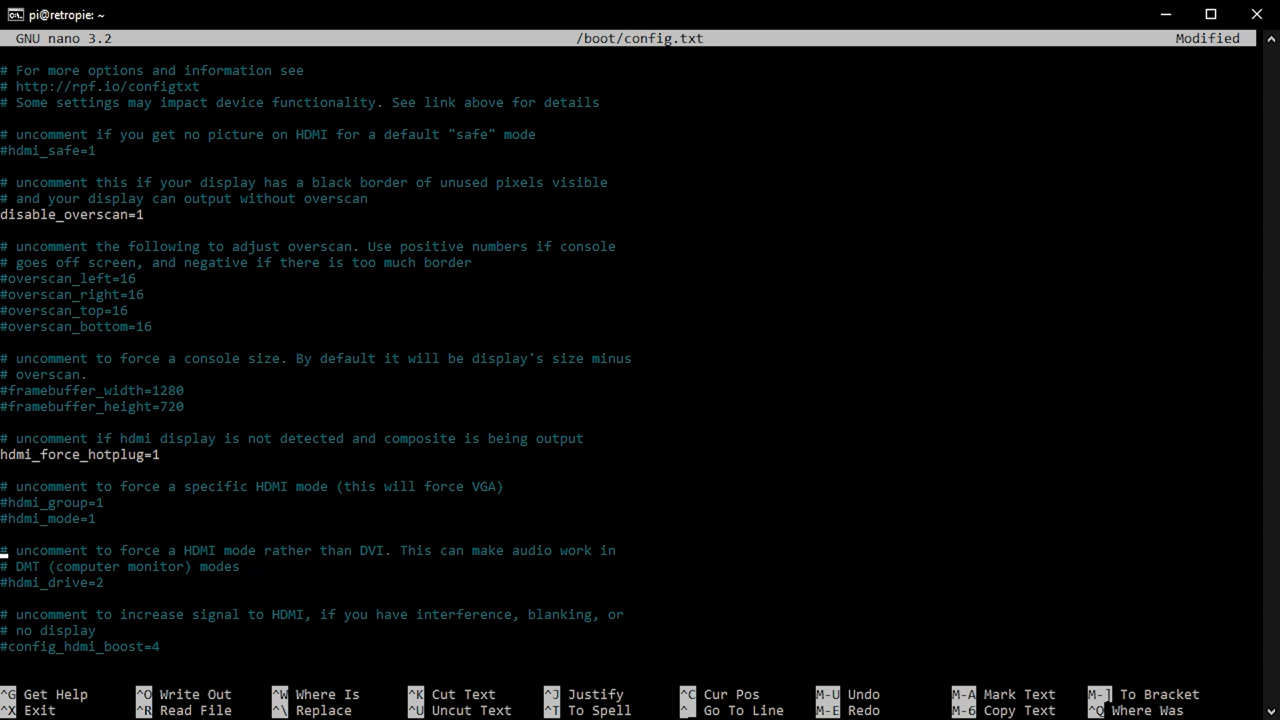 pi@retropie: ~
GNU nano 3.2 /boot/config.txt Modified
# For more options and information see
# http://rpf.io/configtxt
# Some settings may impact device functionality. See link above for details
# uncomment if you get no picture on HDMI for a default "safe" mode
#hdmi_safe=1
# uncomment this if your display has a black border of unused pixels visible
# and your display can output without overscan
disable_overscan=1
# uncomment the following to adjust overscan. Use positive numbers if console
# goes off screen, and negative if there is too much border
#overscan_left=16
#overscan_right=16
#overscan_top=16
#overscan_bottom=16
# uncomment to force a console size. By default it will be display's size minus
# overscan.
#framebuffer_width=1280
#framebuffer_height=720
# uncomment if hdmi display is not detected and composite is being output
hdmi_force_hotplug=1
# uncomment to force a specific HDMI mode (this will force VGA)
#hdmi_group=1
#hdmi_mode=1
# uncomment to force a HDMI mode rather than DVI. This can make audio work in
# DMT (computer monitor) modes
#hdmi_drive=2
# uncomment to increase signal to HDMI, if you have interference, blanking, or
# no display
#config_hdmi_boost=4
^G Get Help ^O Write Out ^W Where Is ^K Cut Text ^J Justify ^C Cur Pos M-U Undo M-A Mark Text M-] To Bracket
^X Exit ^R Read File ^\ Replace ^U Uncut Text ^T To Spell ^_ Go To Line M-E Redo M-6 Copy Text ^Q Where Was